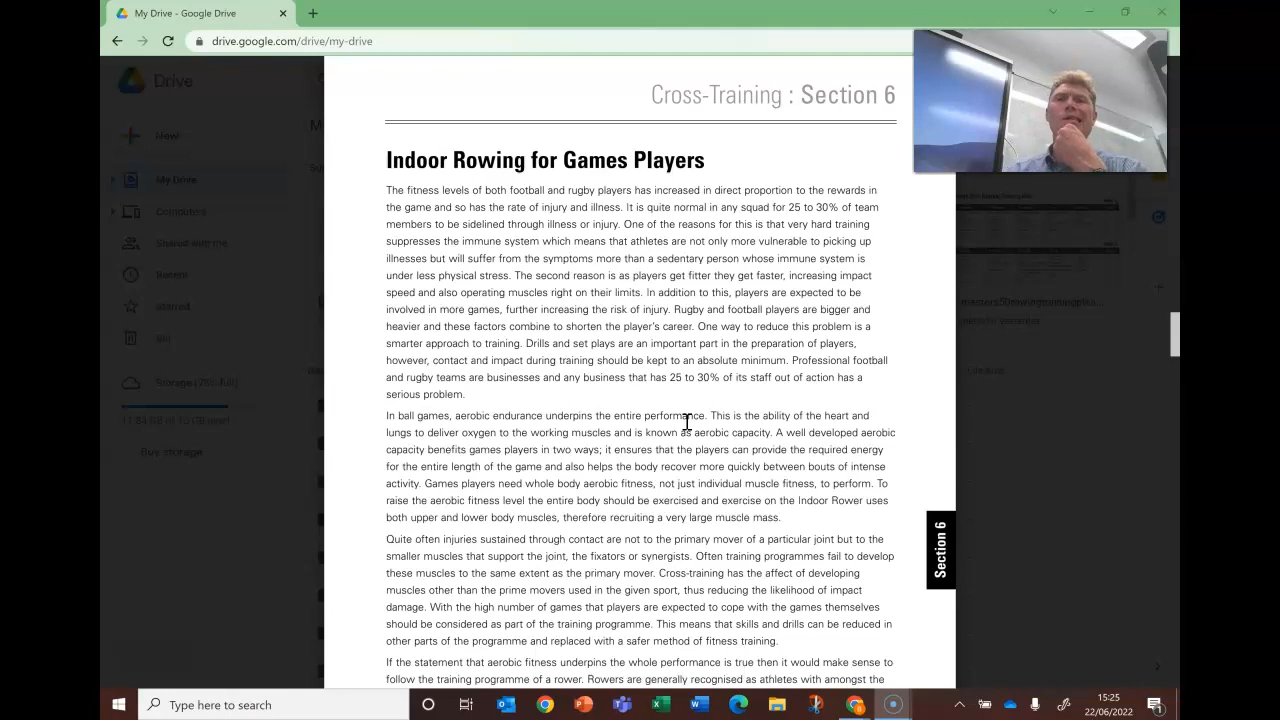 My Drive - Google Drive
drive.google.com/drive/my-drive
Drive
New
My Drive
Computers
Shared with me
Recent
Starred
Bin
Storage (78% full)
Buy storage
Cross-Training : Section 6
Indoor Rowing for Games Players
The fitness levels of both football and rugby players has increased in direct proportion to the rewards in
the game and so has the rate of injury and illness. It is quite normal in any squad for 25 to 30% of team
members to be sidelined through illness or injury. One of the reasons for this is that very hard training
suppresses the immune system which means that athletes are not only more vulnerable to picking up
illnesses but will suffer from the symptoms more than a sedentary person whose immune system is
under less physical stress. The second reason is as players get fitter they get faster, increasing impact
speed and also operating muscles right on their limits. In addition to this, players are expected to be
involved in more games, further increasing the risk of injury. Rugby and football players are bigger and
heavier and these factors combine to shorten the player's career. One way to reduce this problem is a
smarter approach to training. Drills and set plays are an important part in the preparation of players,
however, contact and impact during training should be kept to an absolute minimum. Professional football
and rugby teams are businesses and any business that has 25 to 30% of its staff out of action has a
serious problem.
In ball games, aerobic endurance underpins the entire performance. This is the ability of the heart and
lungs to deliver oxygen to the working muscles and is known as aerobic capacity. A well developed aerobic
capacity benefits games players in two ways; it ensures that the players can provide the required energy
for the entire length of the game and also helps the body recover more quickly between bouts of intense
activity. Games players need whole body aerobic fitness, not just individual muscle fitness, to perform. To
raise the aerobic fitness level the entire body should be exercised and exercise on the Indoor Rower uses
both upper and lower body muscles, therefore recruiting a very large muscle mass.
Quite often injuries sustained through contact are not to the primary mover of a particular joint but to the
smaller muscles that support the joint, the fixators or synergists. Often training programmes fail to develop
these muscles to the same extent as the primary mover. Cross-training has the affect of developing
muscles other than the prime movers used in the given sport, thus reducing the likelihood of impact
damage. With the high number of games that players are expected to cope with the games themselves
should be considered as part of the training programme. This means that skills and drills can be reduced in
other parts of the programme and replaced with a safer method of fitness training.
If the statement that aerobic fitness underpins the whole performance is true then it would make sense to
follow the training programme of a rower. Rowers are generally recognised as athletes with amongst the
Section 6
Type here to search
15:25
22/06/2022